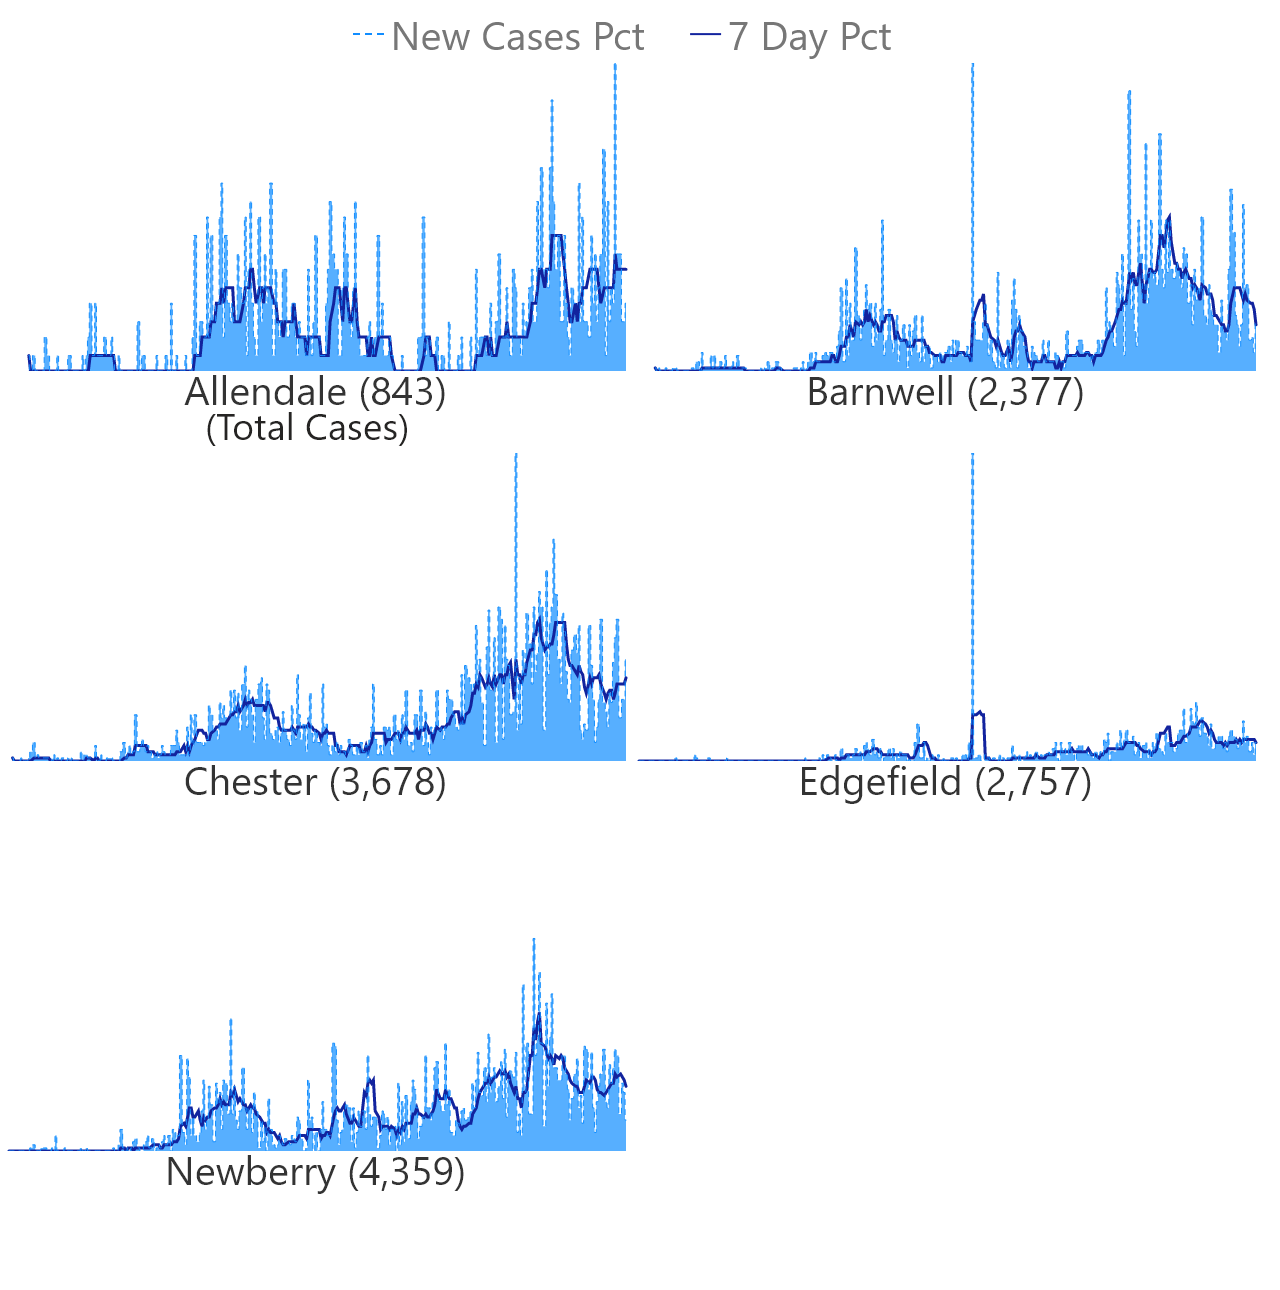 New Cases Pct 7 Day Pct
Allendale (843) Barnwell (2,377)
(Total Cases)
Chester (3,678) Edgefield (2,757)
Newberry (4,359)